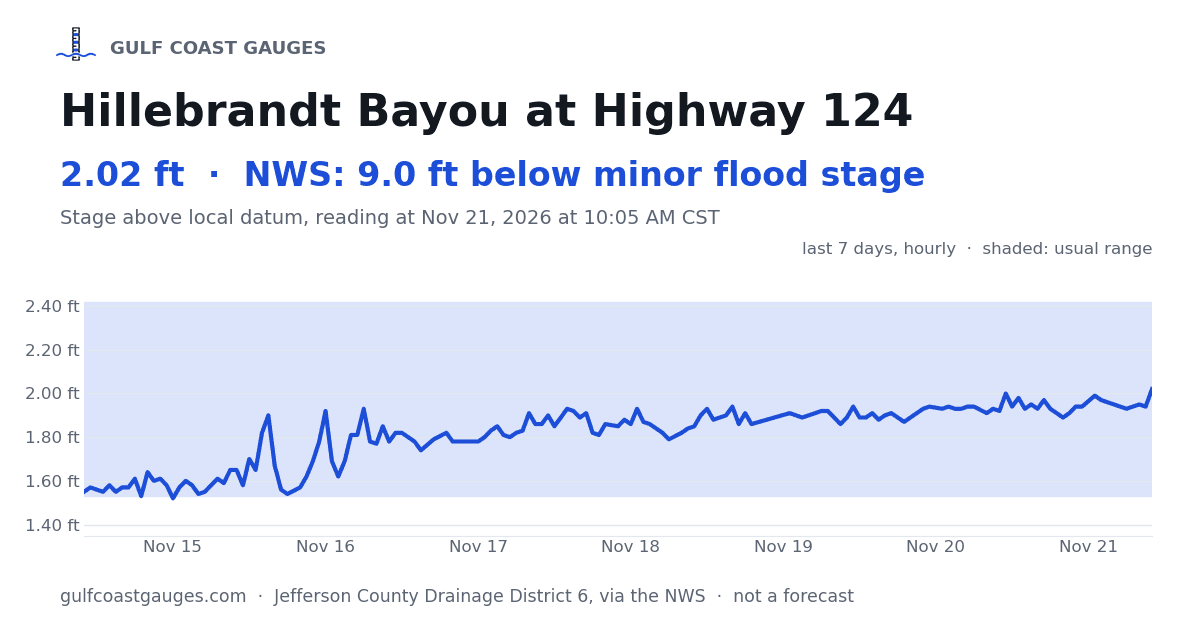 GULF COAST GAUGES
Hillebrandt Bayou at Highway 124
2.02 ft · NWS: 9.0 ft below minor flood stage
Stage above local datum, reading at Nov 21, 2026 at 10:05 AM CST
last 7 days, hourly · shaded: usual range
2.40 ft
2.20 ft
2.00 ft
1.80 ft
1.60 ft
1.40 ft
Nov 15 Nov 16 Nov 17 Nov 18 Nov 19 Nov 20 Nov 21
gulfcoastgauges.com · Jefferson County Drainage District 6, via the NWS · not a forecast